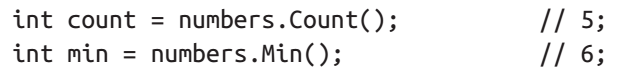 int count = numbers.Count();          // 5;
int min = numbers.Min();              // 6;